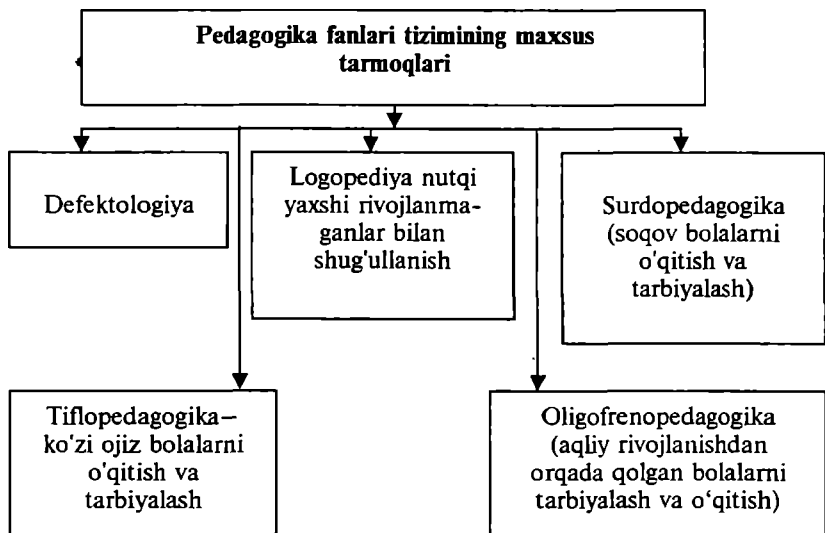 Pedagogika fanlari tizimining maxsus
tarmoqlari
Defektologiya
Logopediya nutqi
yaxshi rivojlanma-
ganlar bilan
shug'ullanish
Surdopedagogika
(soqov bolalarni
o'qitish va
tarbiyalash)
Tiflopedagogika–
ko'zi ojiz bolalarni
o'qitish va
tarbiyalash
Oligofrenopedagogika
(aqliy rivojlanishdan
orqada qolgan bolalarni
tarbiyalash va o‘qitish)